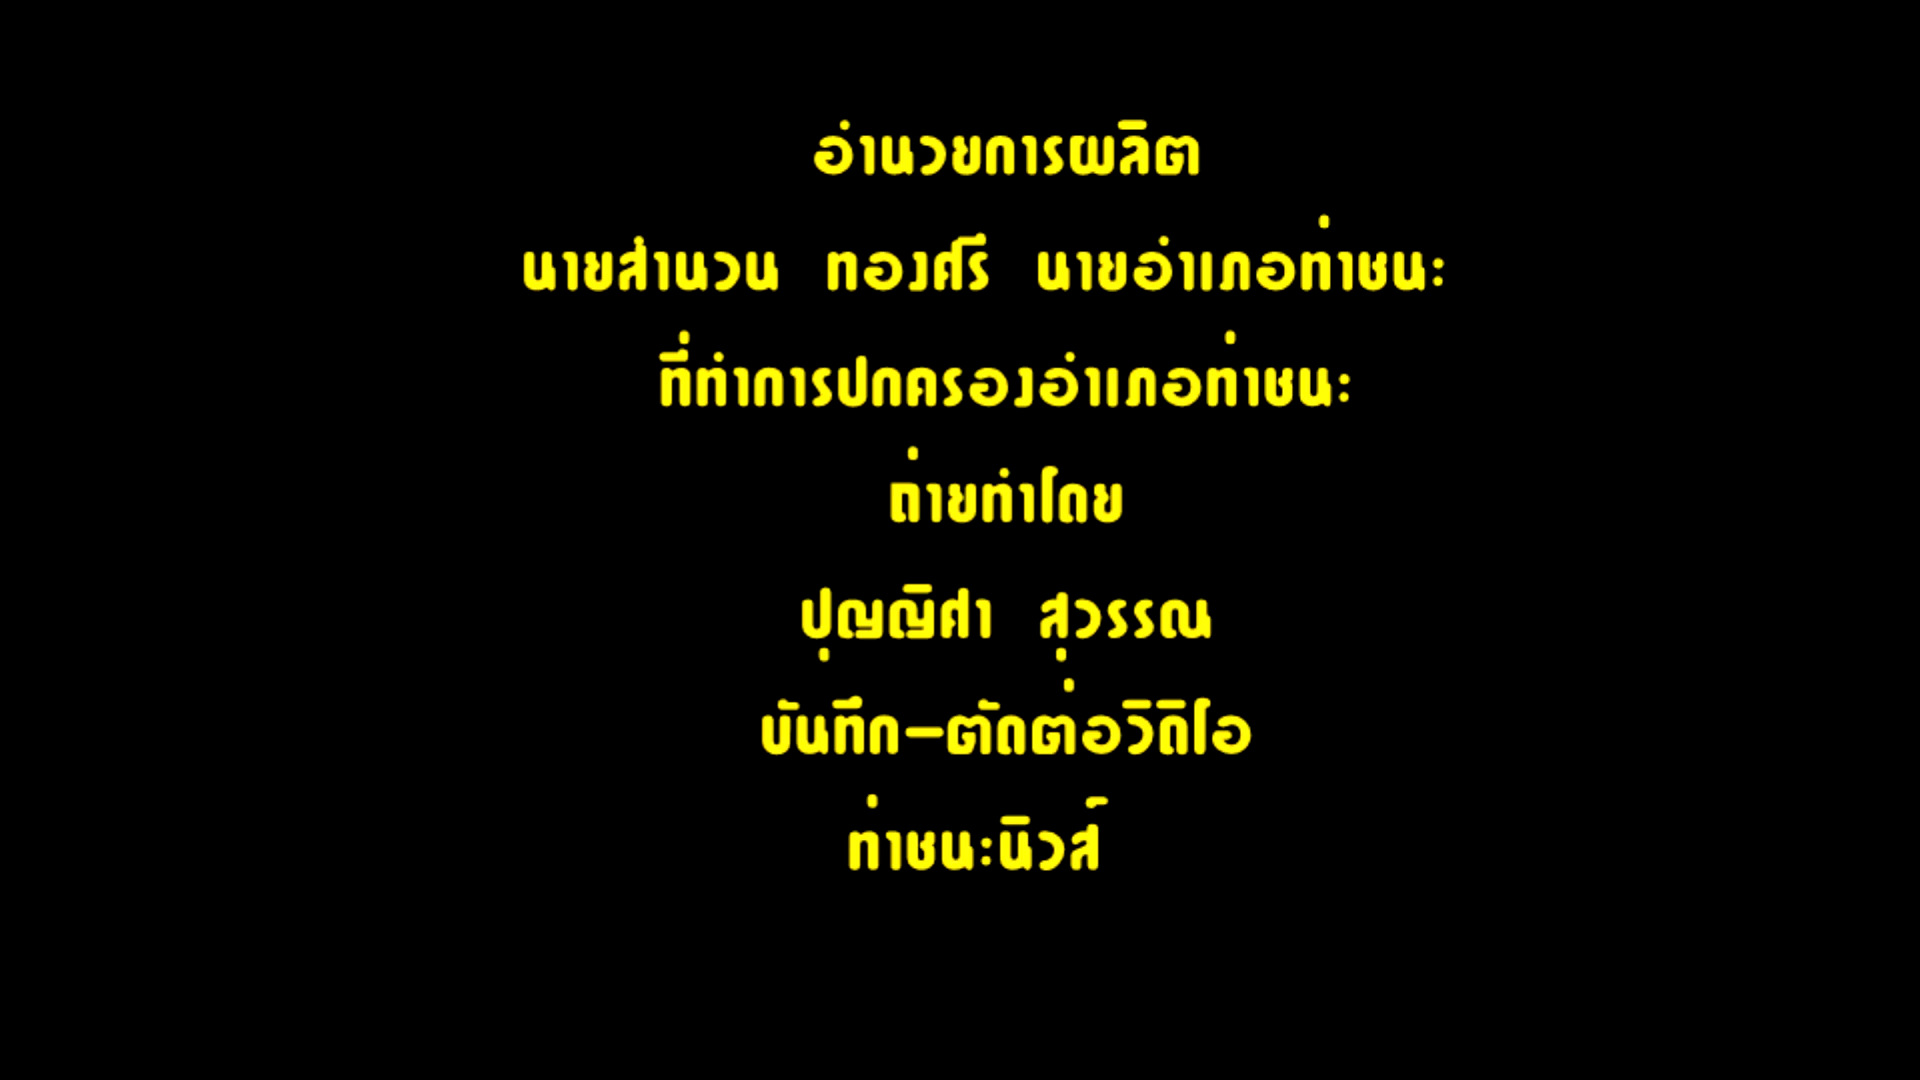 อำนวยการผลิต
นายสำนวน ทองศรี นายอำเภอท่าชนะ
ที่ทำการปกครองอำเภอท่าชนะ
ถ่ายทำโดย
ปุญญิศา สุวรรณ
บันทึก-ตัดต่อวิดิโอ
ท่าชนะนิวส์